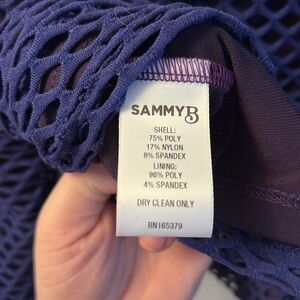 SAMMYB
SHELL:
75% POLY
17% NYLON
8% SPANDEX
LINING:
96% POLY
4% SPANDEX
DRY CLEAN ONLY
RN165379